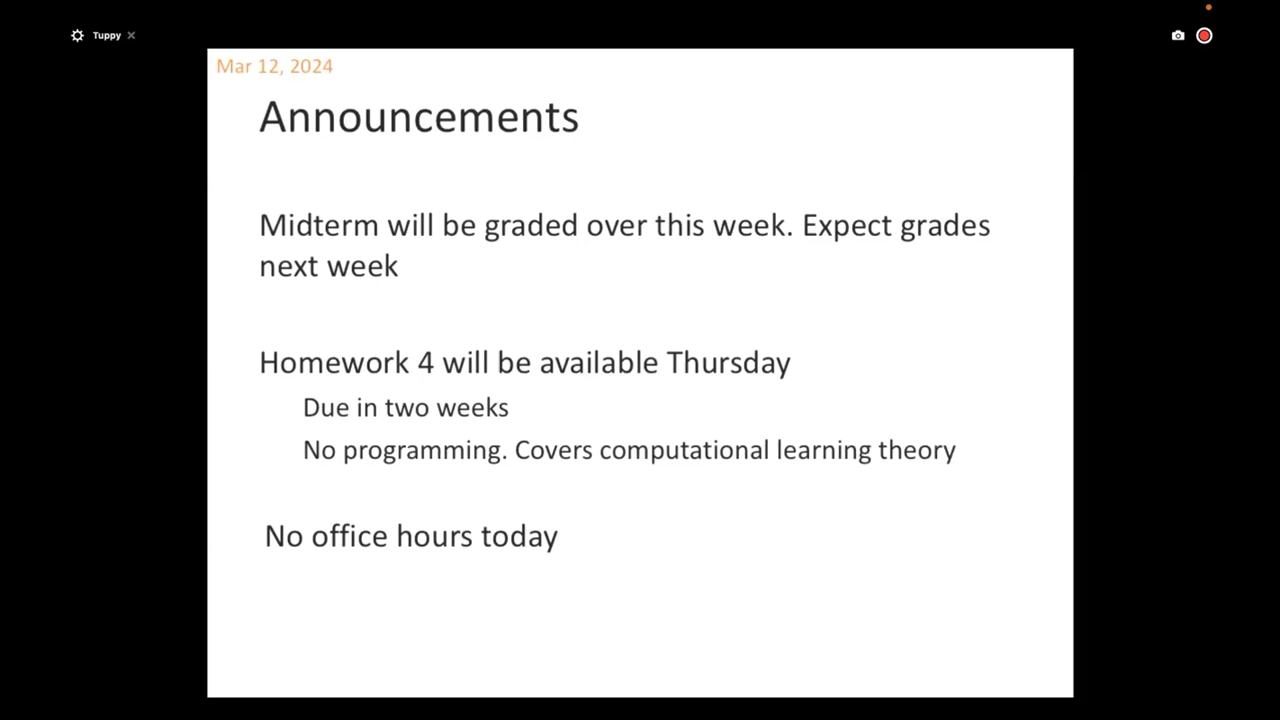 Tuppy
Mar 12, 2024
Announcements
Midterm will be graded over this week. Expect grades
next week
Homework 4 will be available Thursday
Due in two weeks
No programming. Covers computational learning theory
No office hours today